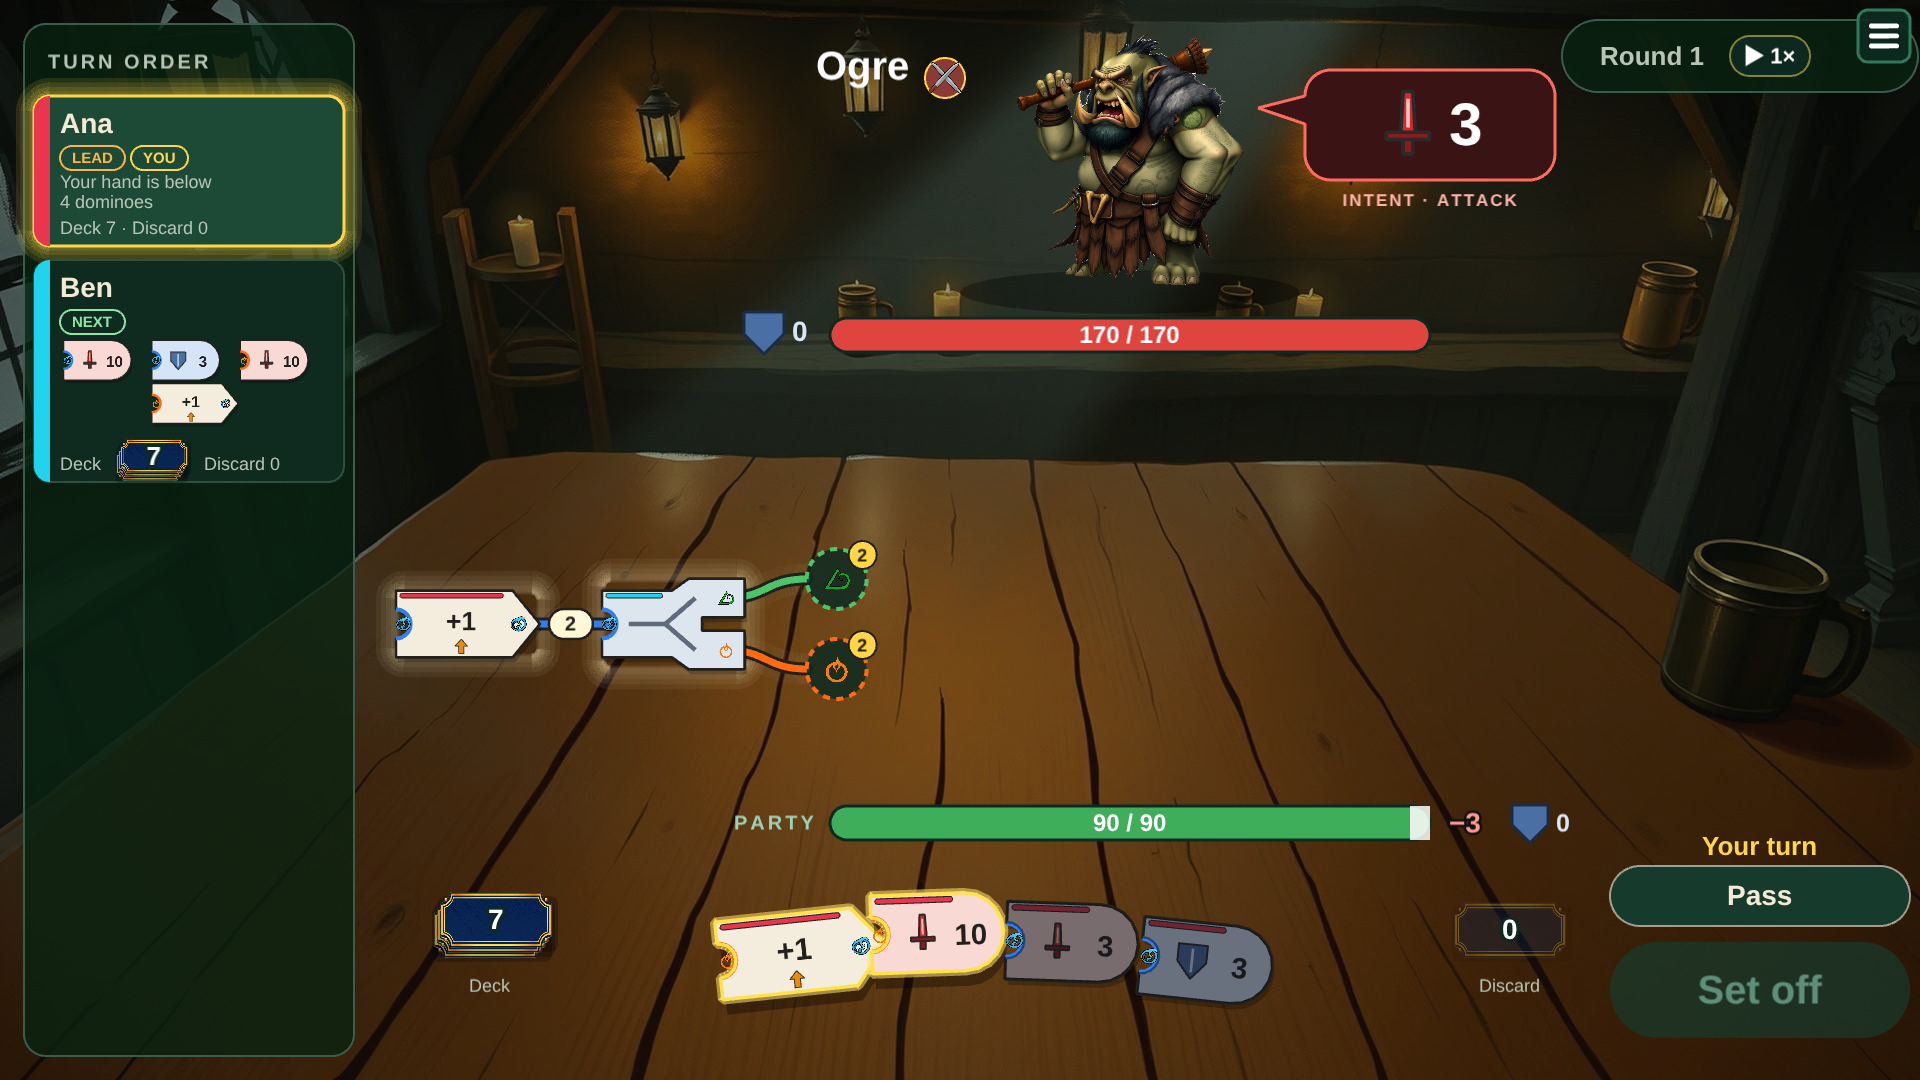 TURN ORDER
Ana
LEAD YOU
Your hand is below
4 dominoes
Deck 7 · Discard 0
Ben
NEXT
10 3 10
+1
Deck 7 Discard 0
Ogre
3
INTENT · ATTACK
Round 1 1×
0 170 / 170
2
+1 2
2
PARTY 90 / 90 −3 0
Your turn
Pass
7
Deck
+1 10 3 3
0
Discard
Set off